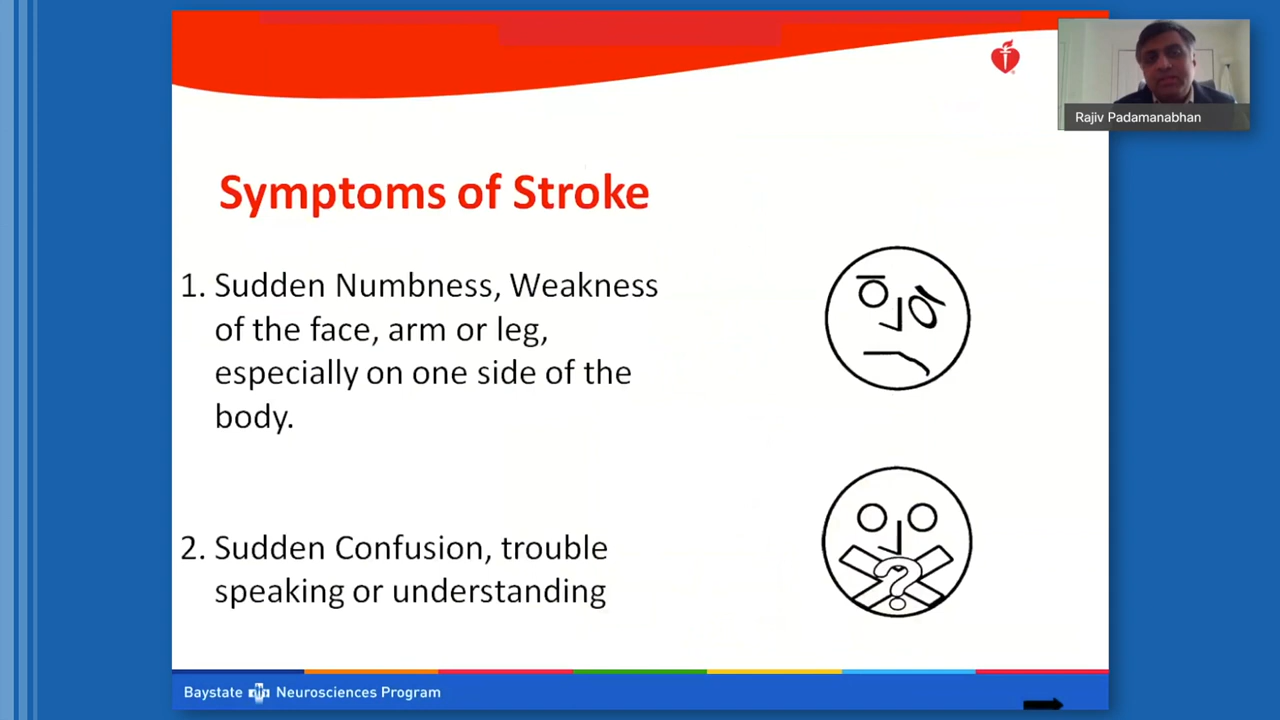 Rajiv Padamanabhan
Symptoms of Stroke
1. Sudden Numbness, Weakness
of the face, arm or leg,
especially on one side of the
body.
2. Sudden Confusion, trouble
speaking or understanding
?
Baystate Neurosciences Program